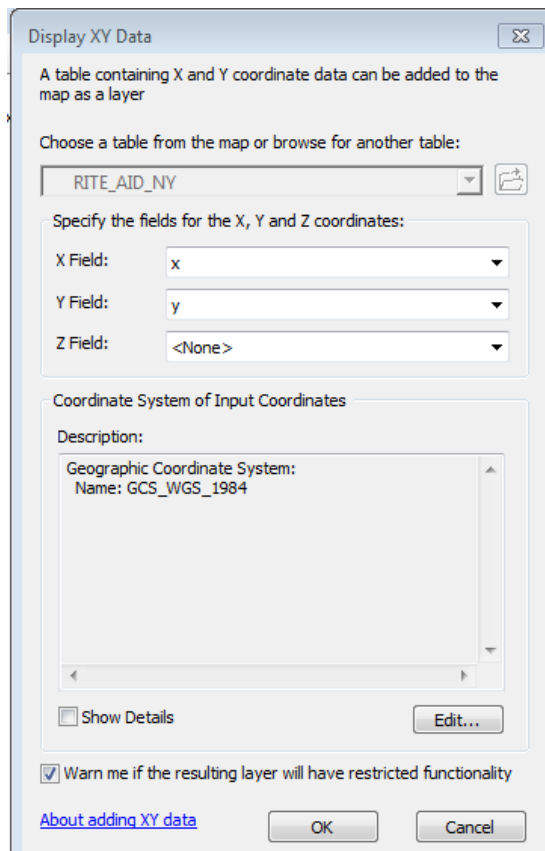 Display XY Data
A table containing X and Y coordinate data can be added to the
map as a layer
Choose a table from the map or browse for another table:
RITE_AID_NY
Specify the fields for the X, Y and Z coordinates:
X Field:
x
Y Field:
y
Z Field:
<None>
Coordinate System of Input Coordinates
Description:
Geographic Coordinate System:
Name: GCS_WGS_1984
Show Details
Edit...
Warn me if the resulting layer will have restricted functionality
About adding XY data
OK
Cancel